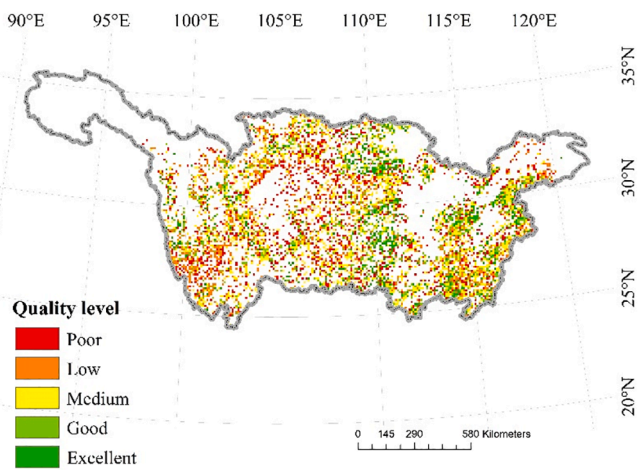 90°E 95°E 100°E 105°E 110°E 115°E 120°E
35°N
30°N
25°N
20°N
Quality level
Poor
Low
Medium
Good
Excellent
0 145 290 580 Kilometers